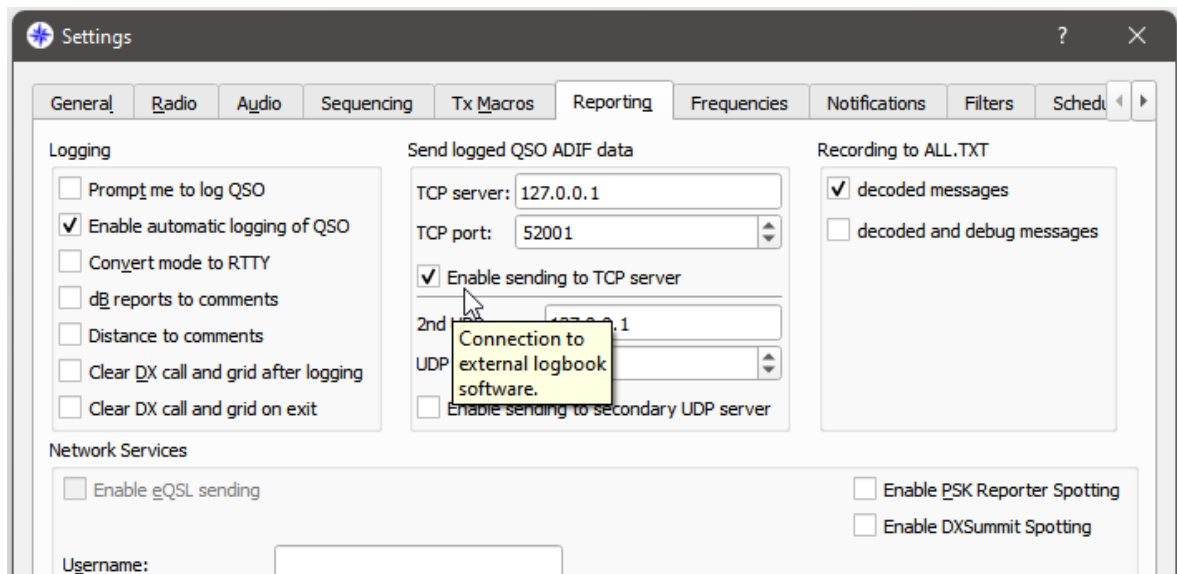 Settings
?
General Radio Audio Sequencing Tx Macros Reporting Frequencies Notifications Filters
Logging
Prompt me to log QSO
Enable automatic logging of QSO
Convert mode to RTTY
dB reports to comments
Distance to comments
Clear DX call and grid after logging
Clear DX call and grid on exit
Send logged QSO ADIF data
TCP server: 127.0.0.1
TCP port: 52001
Enable sending to TCP server
2nd
UDP
Connection to
external logbook
software.
Enable sending to secondary UDP server
Recording to ALL.TXT
decoded messages
decoded and debug messages
Network Services
Enable eQSL sending
Username:
Enable PSK Reporter Spotting
Enable DXSummit Spotting